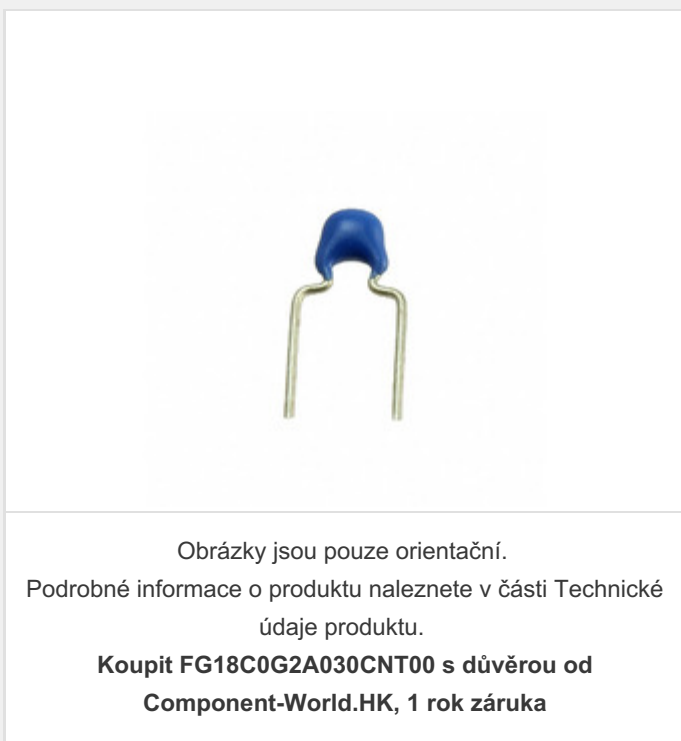 Obrázky jsou pouze orientační.
Podrobné informace o produktu naleznete v části Technické
údaje produktu.
Koupit FG18C0G2A030CNT00 s důvěrou od
Component-World.HK, 1 rok záruka